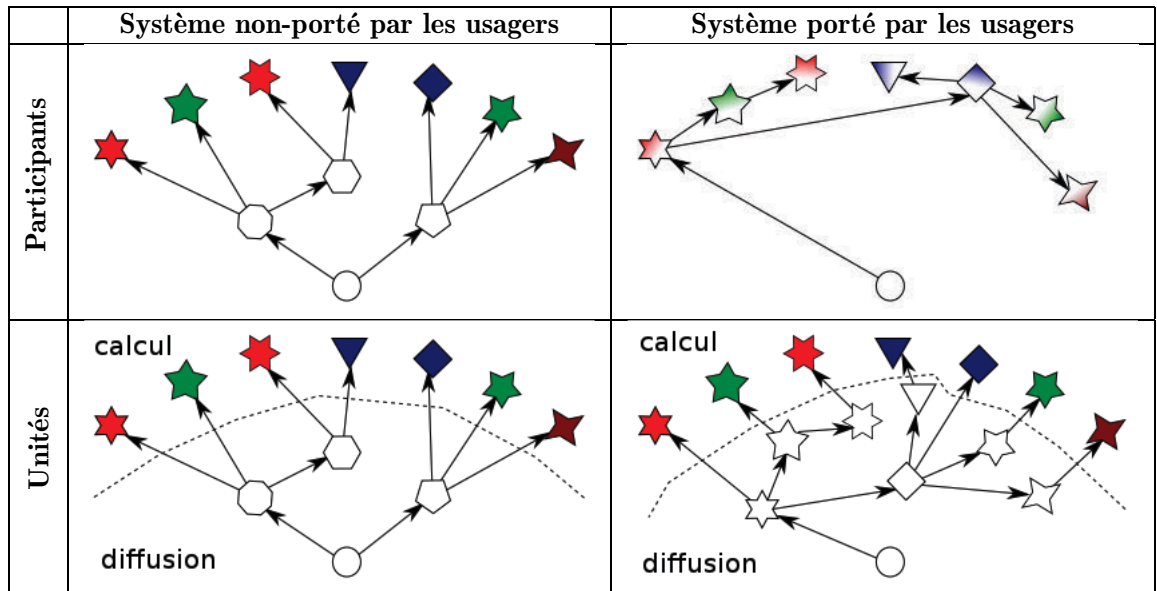 Système non-porté par les usagers
Système porté par les usagers
Participants
Unités
calcul
diffusion
calcul
diffusion